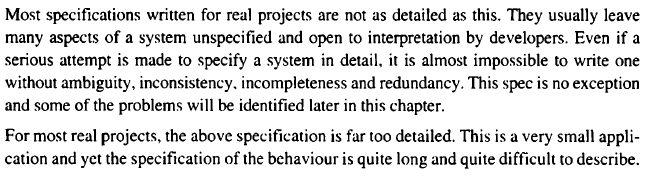 Most specifications written for real projects are not as detailed as this. They usually leave
many aspects of a system unspecified and open to interpretation by developers. Even if a
serious attempt is made to specify a system in detail, it is almost impossible to write one
without ambiguity, inconsistency, incompleteness and redundancy. This spec is no exception
and some of the problems will be identified later in this chapter.
For most real projects, the above specification is far too detailed. This is a very small appli-
cation and yet the specification of the behaviour is quite long and quite difficult to describe.